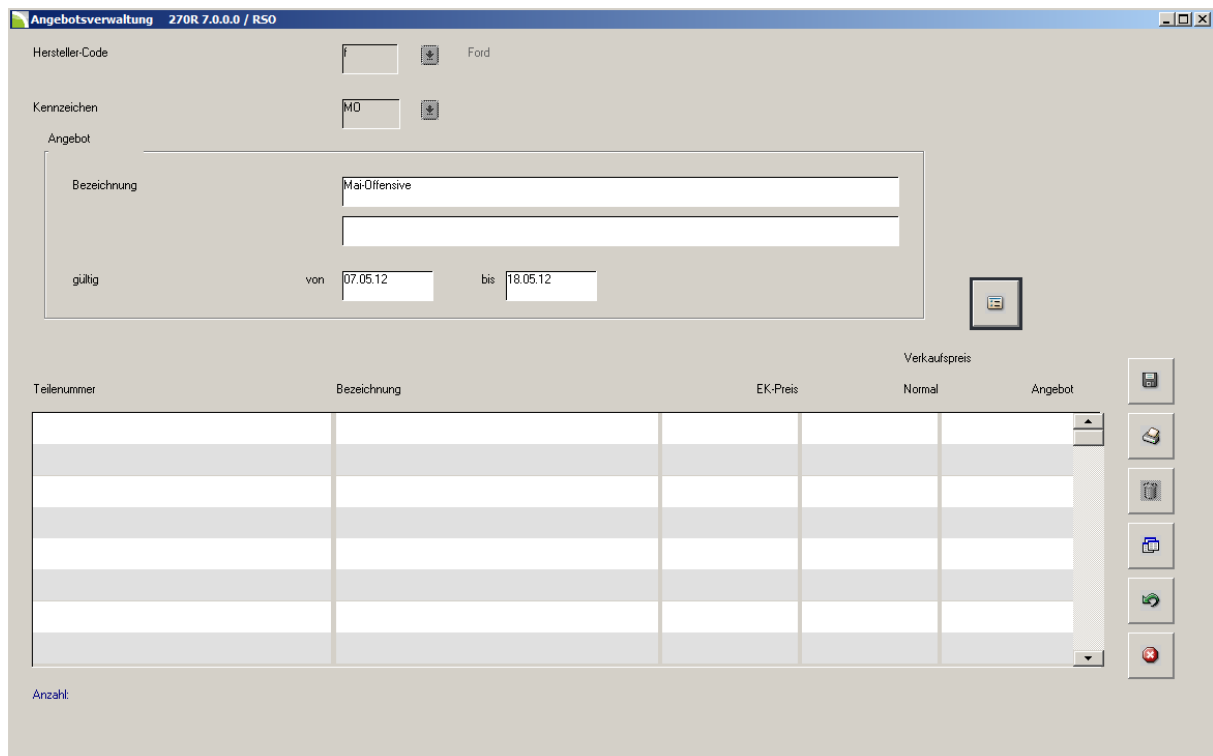 Angebotsverwaltung 270R 7.0.0.0 / RSO
Hersteller-Code f Ford
Kennzeichen MO
Angebot
Bezeichnung Mai-Offensive
gültig von 07.05.12 bis 18.05.12
Verkaufspreis
Teilenummer Bezeichnung EK-Preis Normal Angebot
Anzahl: